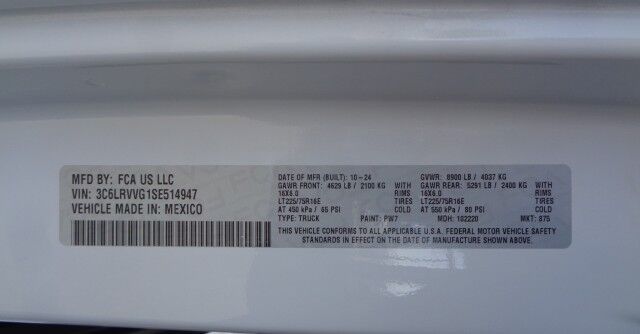 MFD BY: FCA US LLC
VIN: 3C6LRVVG1SE514947
VEHICLE MADE IN: MEXICO
DATE OF MFR (BUILT): 10-24
GAWR FRONT: 4629 LB / 2100 KG WITH
16X6.0 RIMS
LT225/75R16E TIRES
AT 450 kPa / 65 PSI COLD
TYPE: TRUCK PAINT: PW7
GVWR: 8900 LB / 4037 KG
GAWR REAR: 5291 LB / 2400 KG WITH
16X6.0 RIMS
LT225/75R16E TIRES
AT 550 kPa / 80 PSI COLD
MDH: 102220 MKT: 875
THIS VEHICLE CONFORMS TO ALL APPLICABLE U.S.A. FEDERAL MOTOR VEHICLE SAFETY
STANDARDS IN EFFECT ON THE DATE OF MANUFACTURE SHOWN ABOVE.